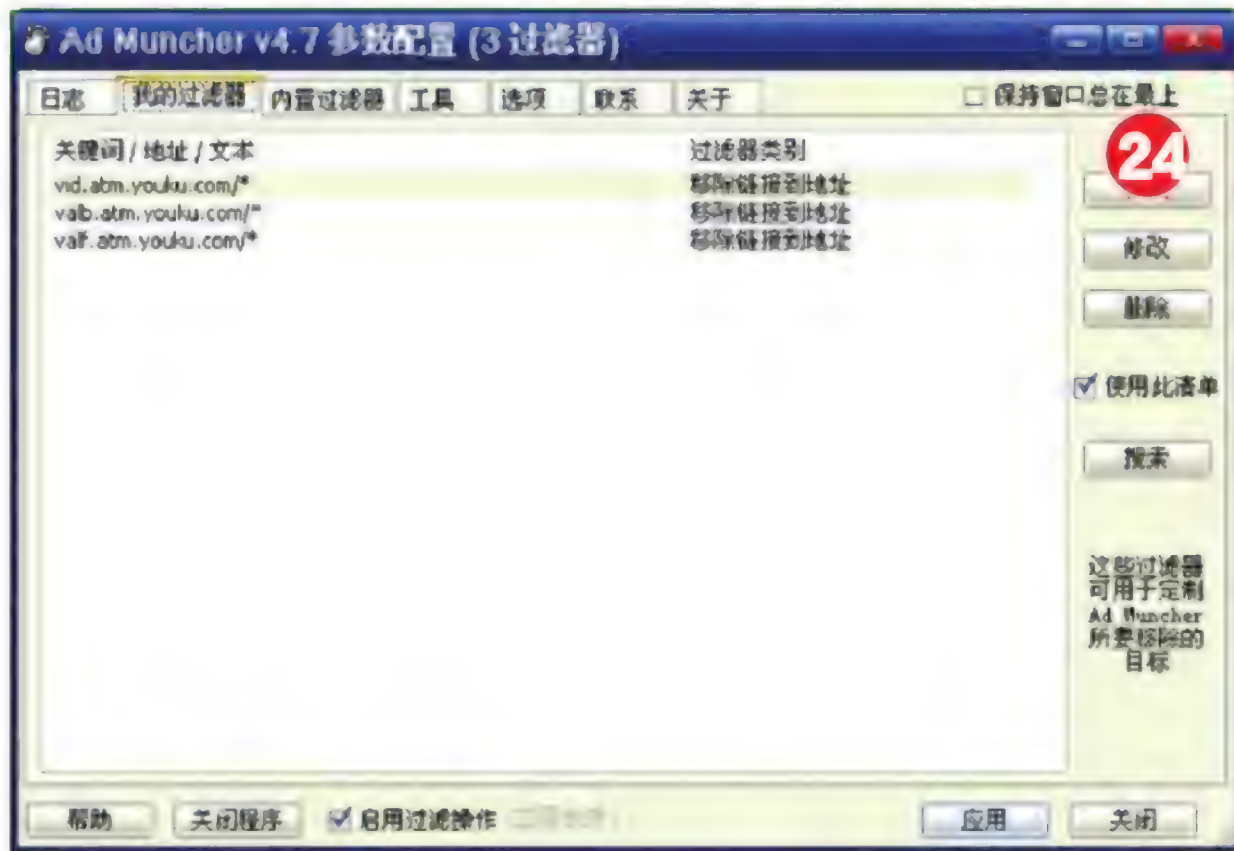 Ad Muncher v4.7 参数配置 (3 过滤器)
日志 我的过滤器 内置过滤器 工具 选项 联系 关于 保持窗口总在最上
24
关键词 / 地址 / 文本 过滤器类别
vid.atm.youku.com/* 移除链接到地址
valb.atm.youku.com/* 移除链接到地址
valf.atm.youku.com/* 移除链接到地址
修改
删除
使用此清单
搜索
这些过滤器
可用于定制
Ad Muncher
所要移除的
目标
帮助 关闭程序 启用过滤操作 应用 关闭